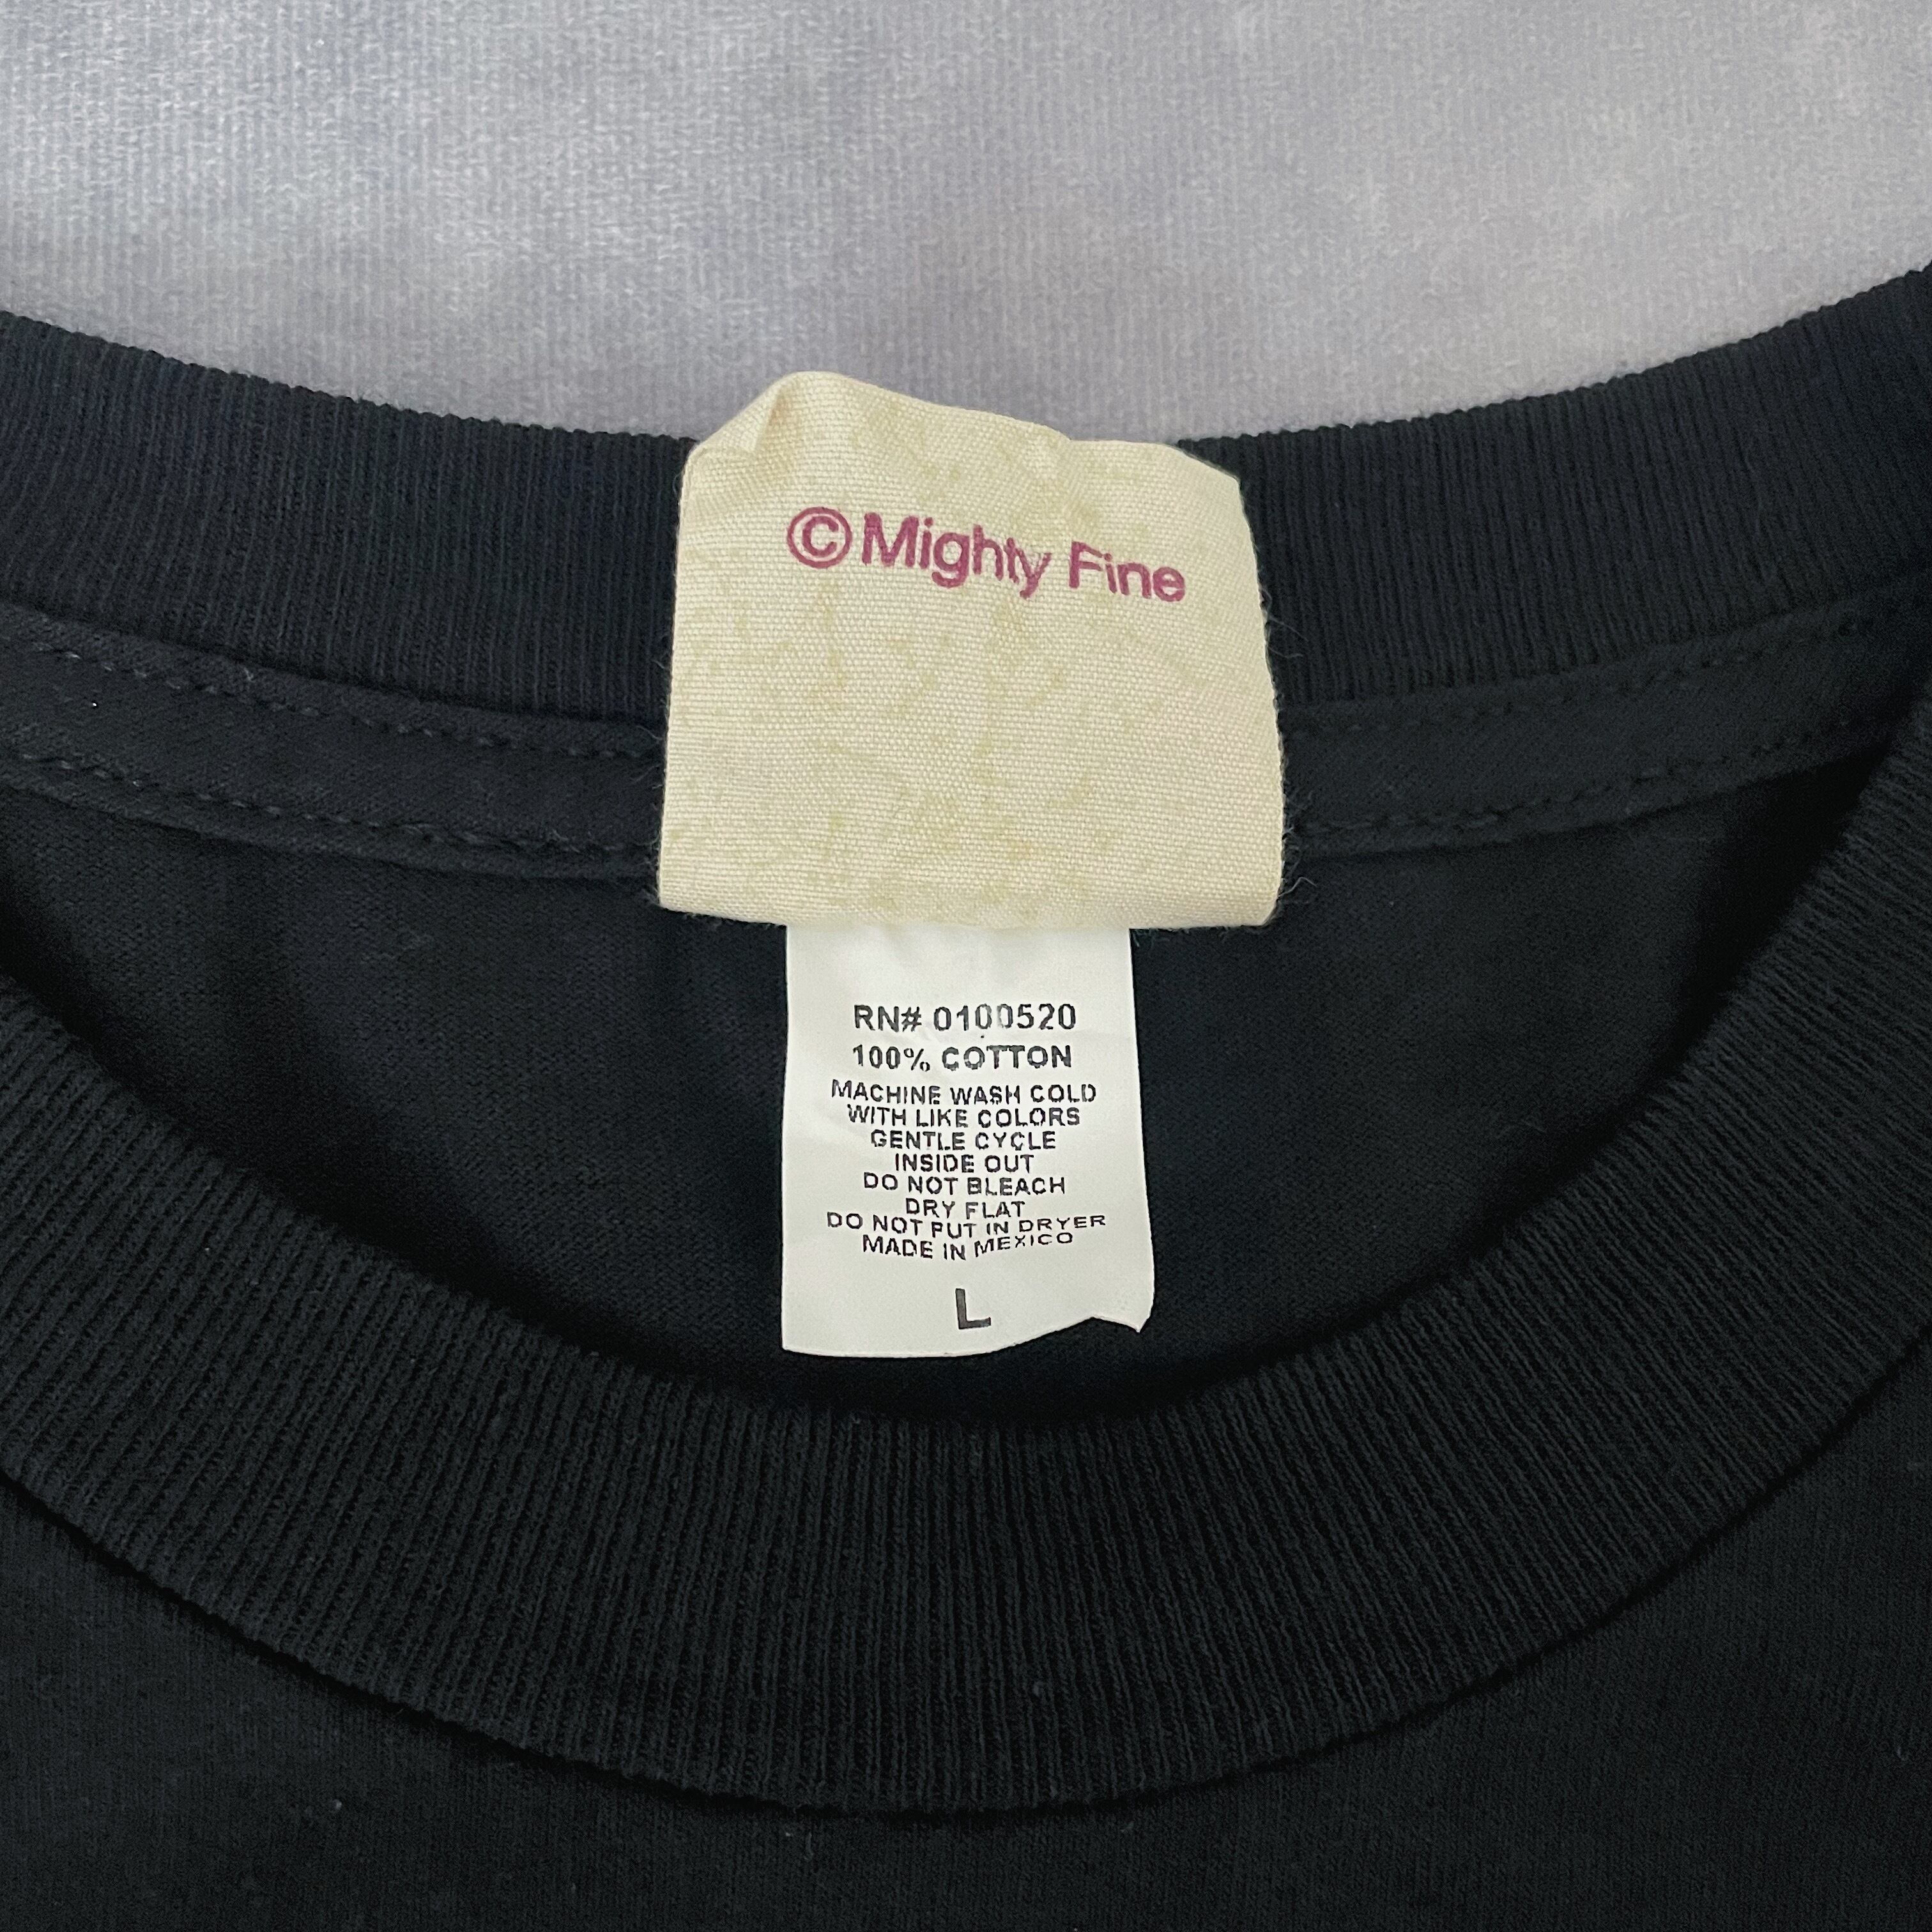 ©Mighty Fine
RN# 0100520
100% COTTON
MACHINE WASH COLD
WITH LIKE COLORS
GENTLE CYCLE
INSIDE OUT
DO NOT BLEACH
DRY FLAT
DO NOT PUT IN DRYER
MADE IN MEXICO
L